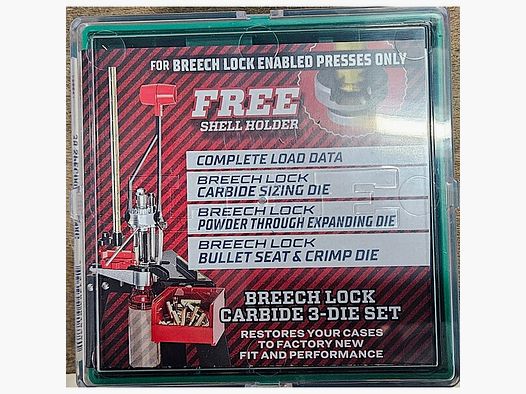 FOR BREECH LOCK ENABLED PRESSES ONLY
FREE
SHELL HOLDER
COMPLETE LOAD DATA
BREECH LOCK
CARBIDE SIZING DIE
BREECH LOCK
POWDER THROUGH EXPANDING DIE
BREECH LOCK
BULLET SEAT & CRIMP DIE
BREECH LOCK
CARBIDE 3-DIE SET
RESTORES YOUR CASES
TO FACTORY NEW
FIT AND PERFORMANCE